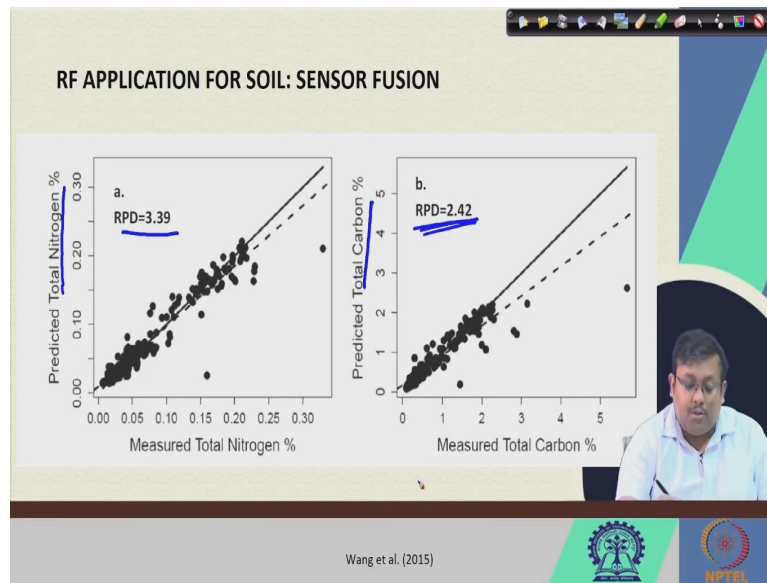 RF APPLICATION FOR SOIL: SENSOR FUSION
a.
RPD=3.39
Predicted Total Nitrogen %
0.00
0.10
0.20
0.30
0.00 0.05 0.10 0.15 0.20 0.25 0.30
Measured Total Nitrogen %
b.
RPD=2.42
Predicted Total Carbon %
0
1
2
3
4
5
0 1 2 3 4 5
Measured Total Carbon %
Wang et al. (2015)
NPTEL